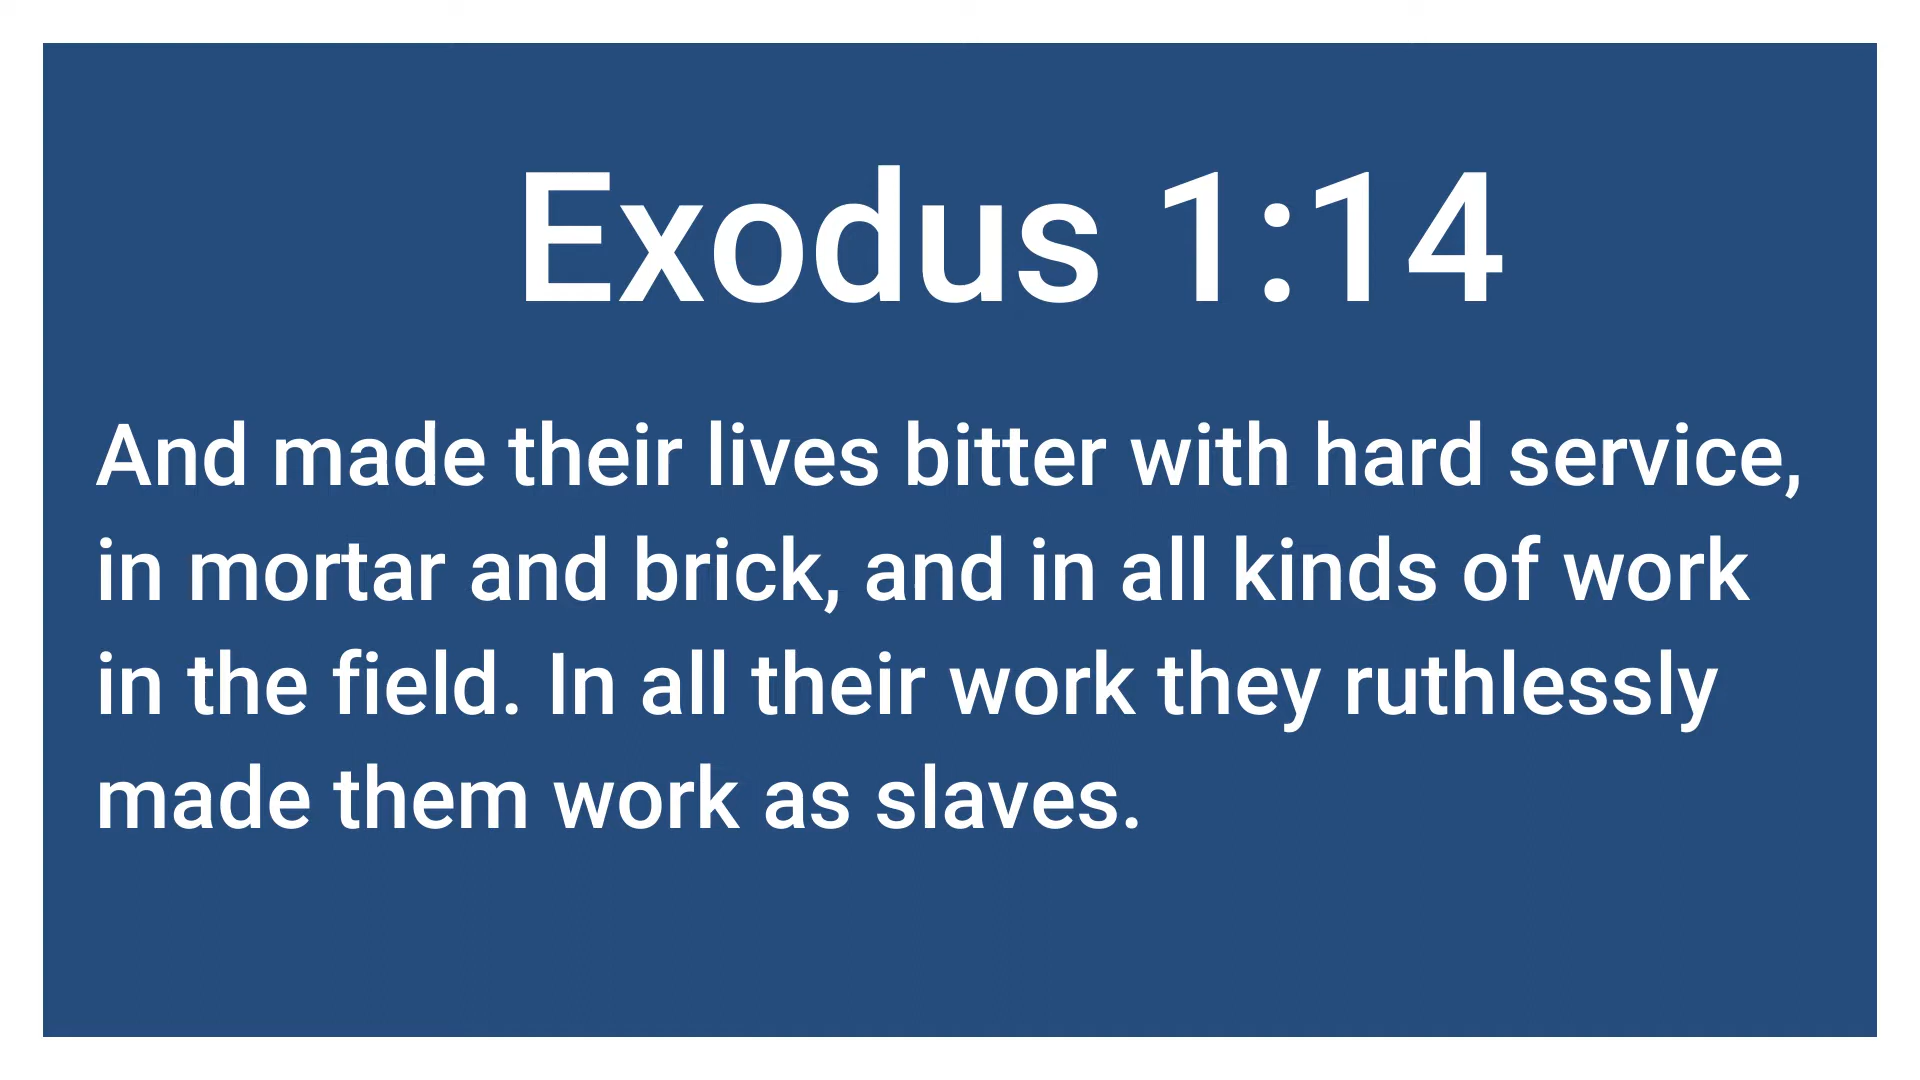 Exodus 1:14
And made their lives bitter with hard service,
in mortar and brick, and in all kinds of work
in the field. In all their work they ruthlessly
made them work as slaves.